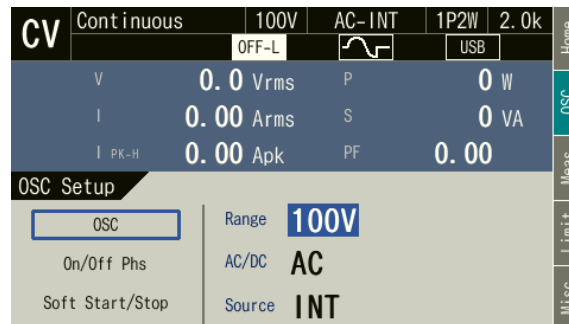 CV Continuous 100V AC-INT 1P2W 2.0k
OFF-L USB
V 0.0 Vrms P 0 W
I 0.00 Arms S 0 VA
I PK-H 0.00 Apk PF 0.00
OSC Setup
OSC Range 100V
On/Off Phs AC/DC AC
Soft Start/Stop Source INT
Home
OSC
Meas
Limit
Misc